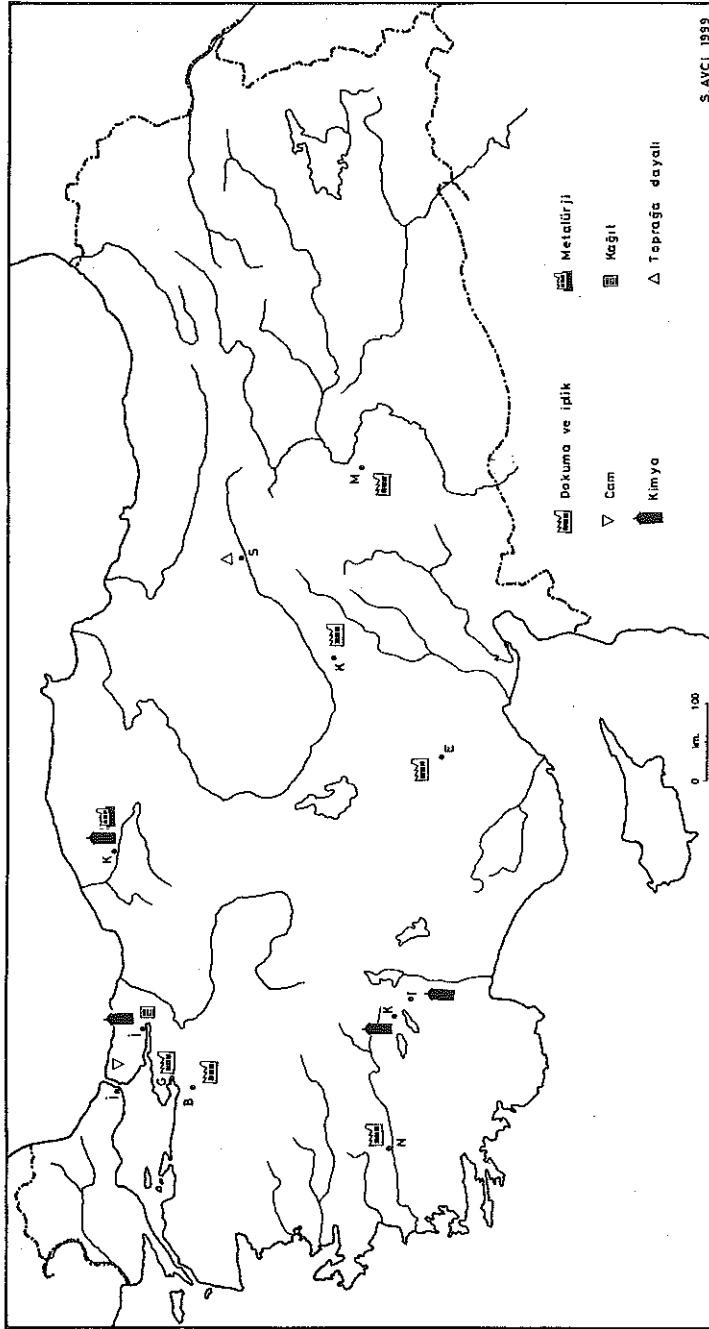 K
İ
İ
G
B
S
K
M
E
N
K
I
Dokuma ve iplik
Metalürji
Cam
Kağıt
Kimya
Toprağa dayalı
0 km. 100
S. AVCI 1999